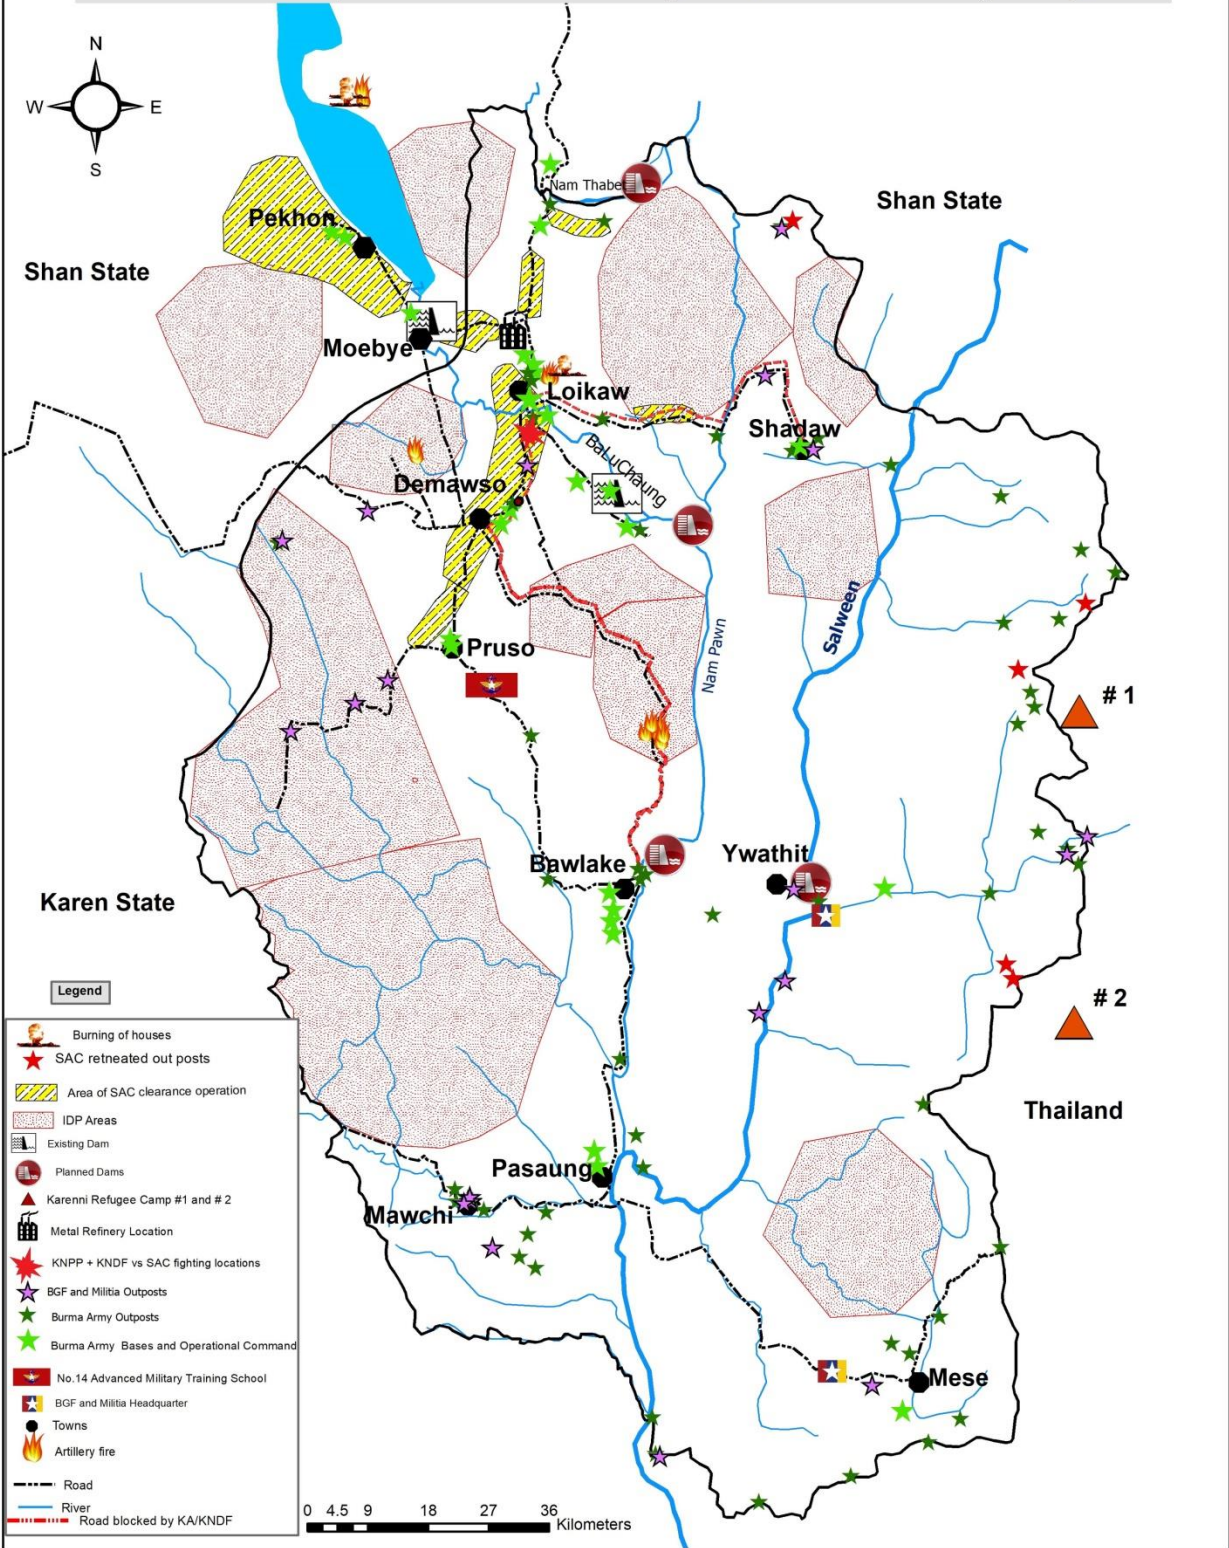 N
W E
S
Nam Thabet
Shan State
Pekhon
Shan State
Moebye
Loikaw
Shadaw
BaLuChaung
Demawso
Salween
Pruso
Nam Pawn
# 1
Bawlake
Ywathit
Karen State
# 2
Thailand
Pasaung
Mawchi
Mese
Legend
Burning of houses
SAC retneated out posts
Area of SAC clearance operation
IDP Areas
Existing Dam
Planned Dams
Karenni Refugee Camp #1 and # 2
Metal Refinery Location
KNPP + KNDF vs SAC fighting locations
BGF and Militia Outposts
Burma Army Outposts
Burma Army Bases and Operational Command
No.14 Advanced Military Training School
BGF and Militia Headquarter
Towns
Artillery fire
Road
River
Road blocked by KA/KNDF
0 4.5 9 18 27 36
Kilometers